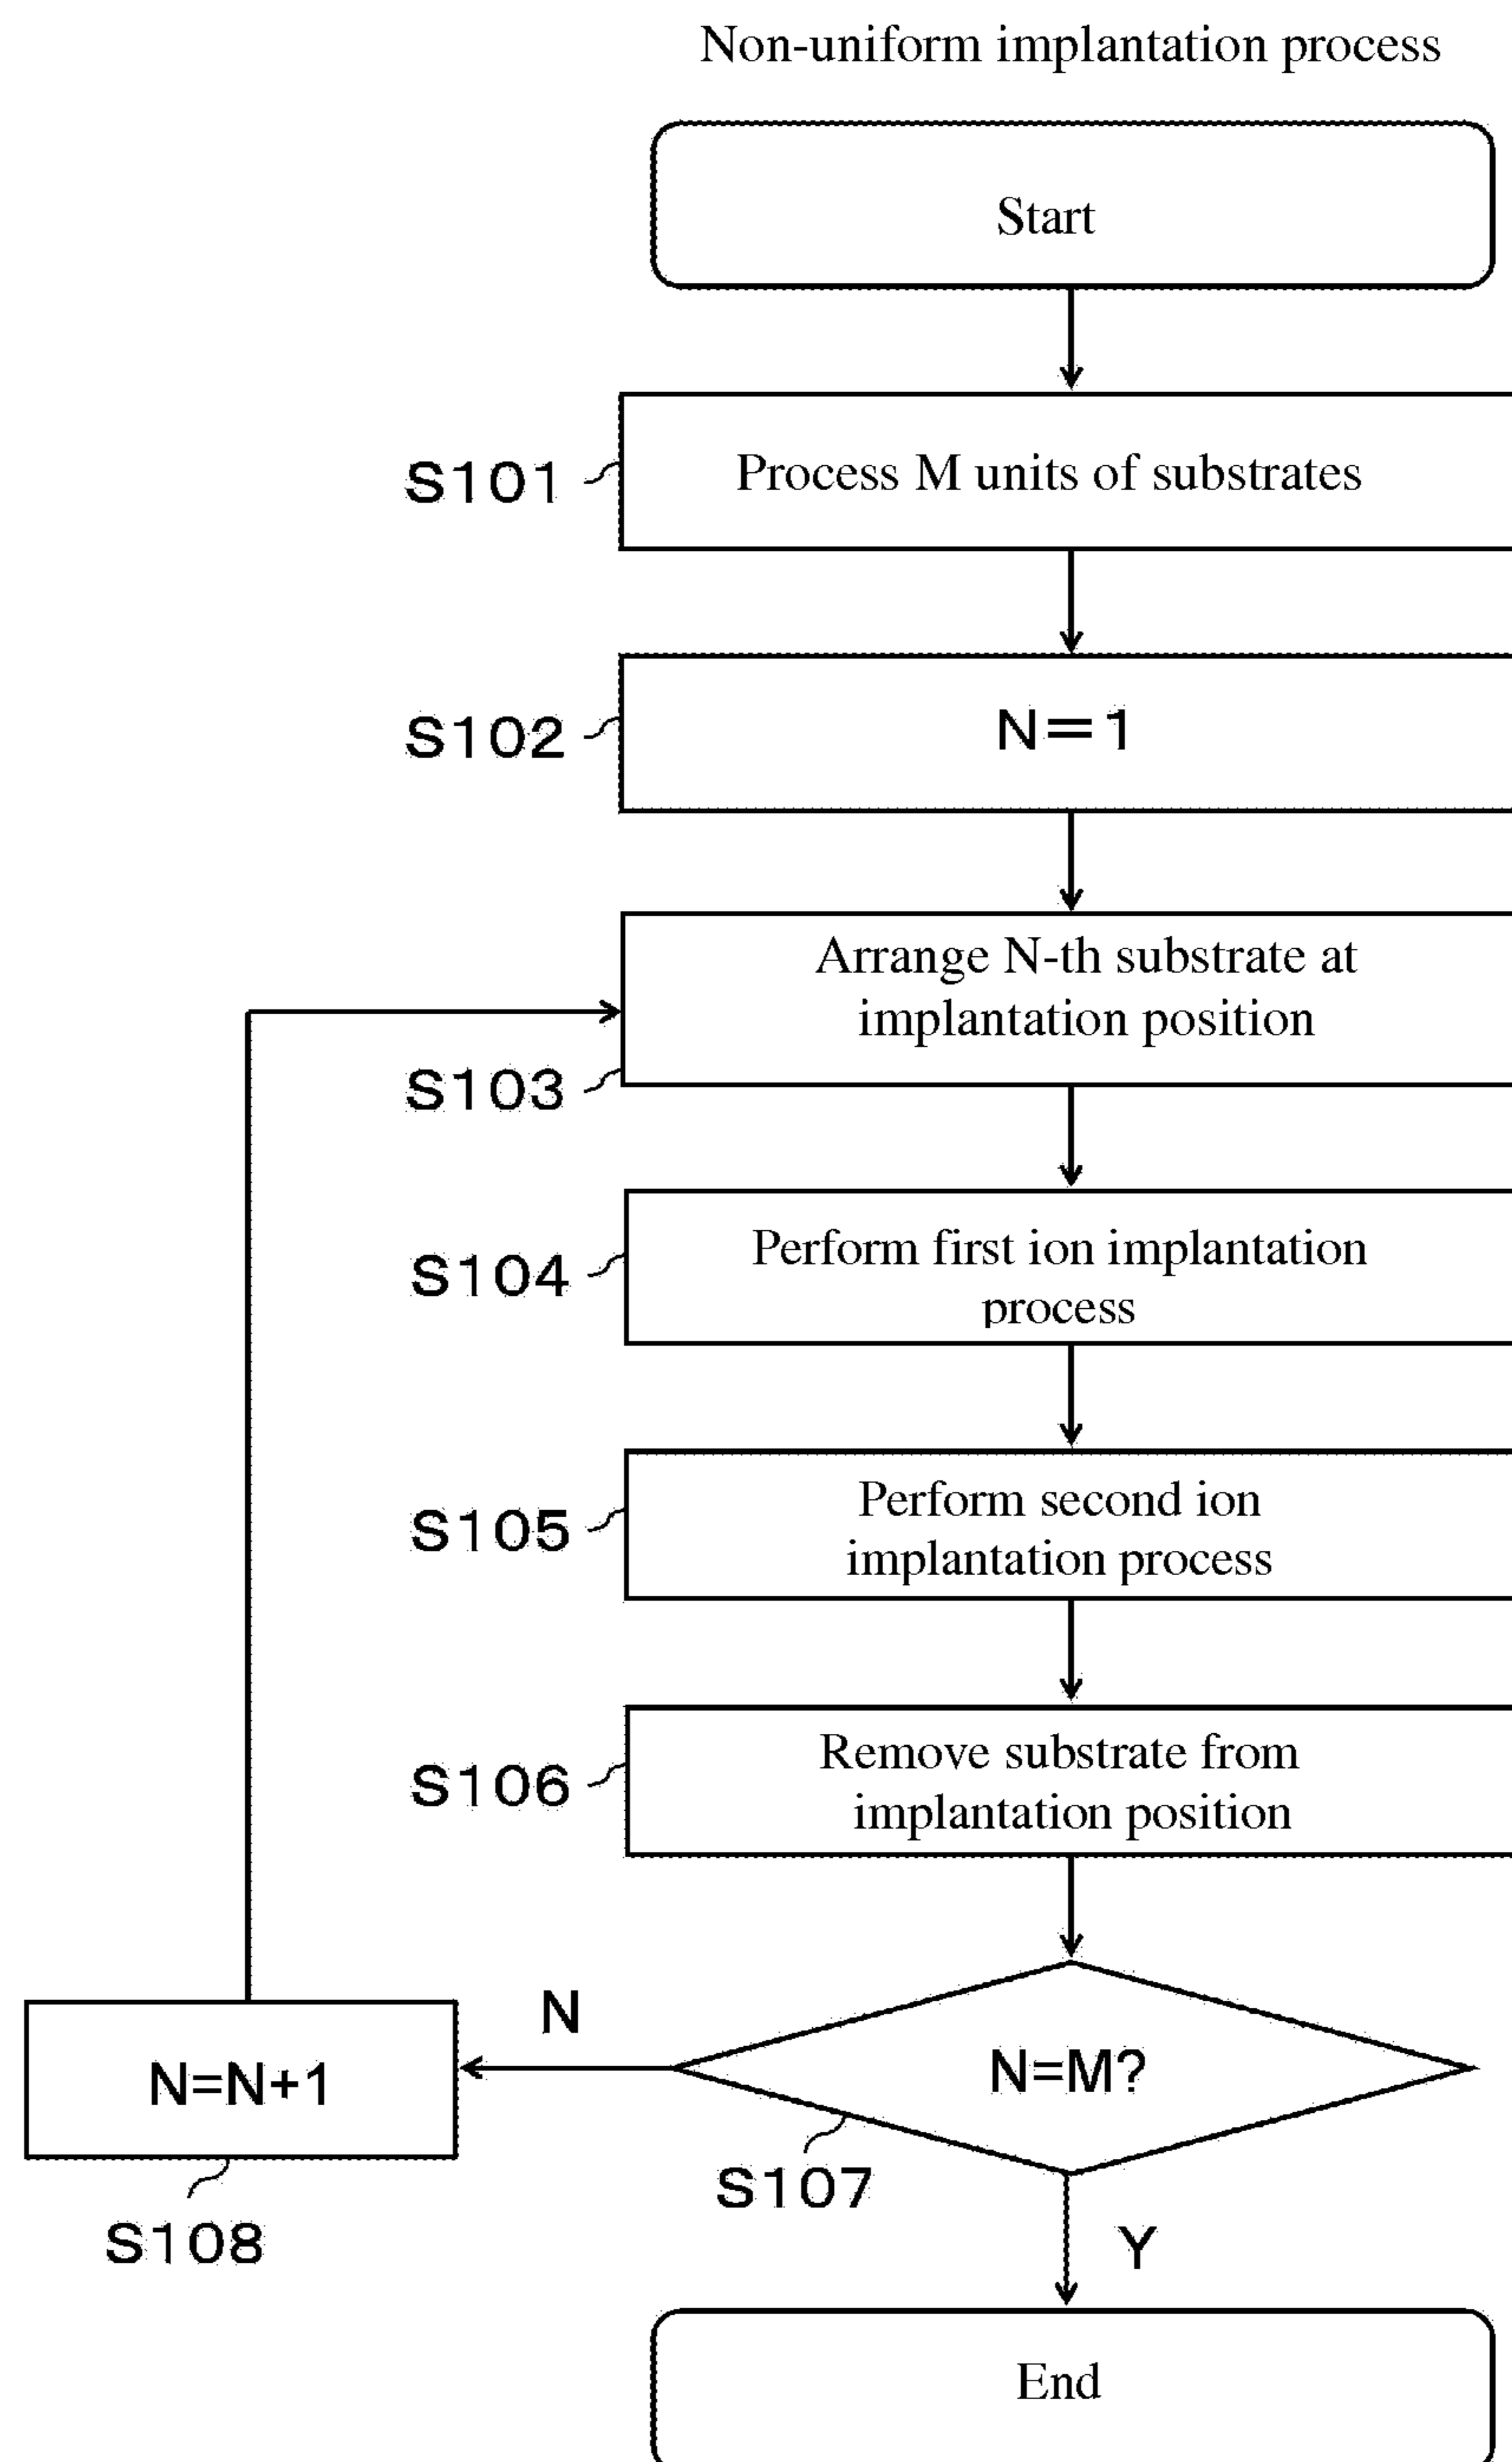 Non-uniform implantation process
Start
S101
Process M units of substrates
S102
N=1
Arrange N-th substrate at
implantation position
S103
S104
Perform first ion implantation
process
S105
Perform second ion
implantation process
S106
Remove substrate from
implantation position
N
N=M?
N=N+1
S107
S108
Y
End